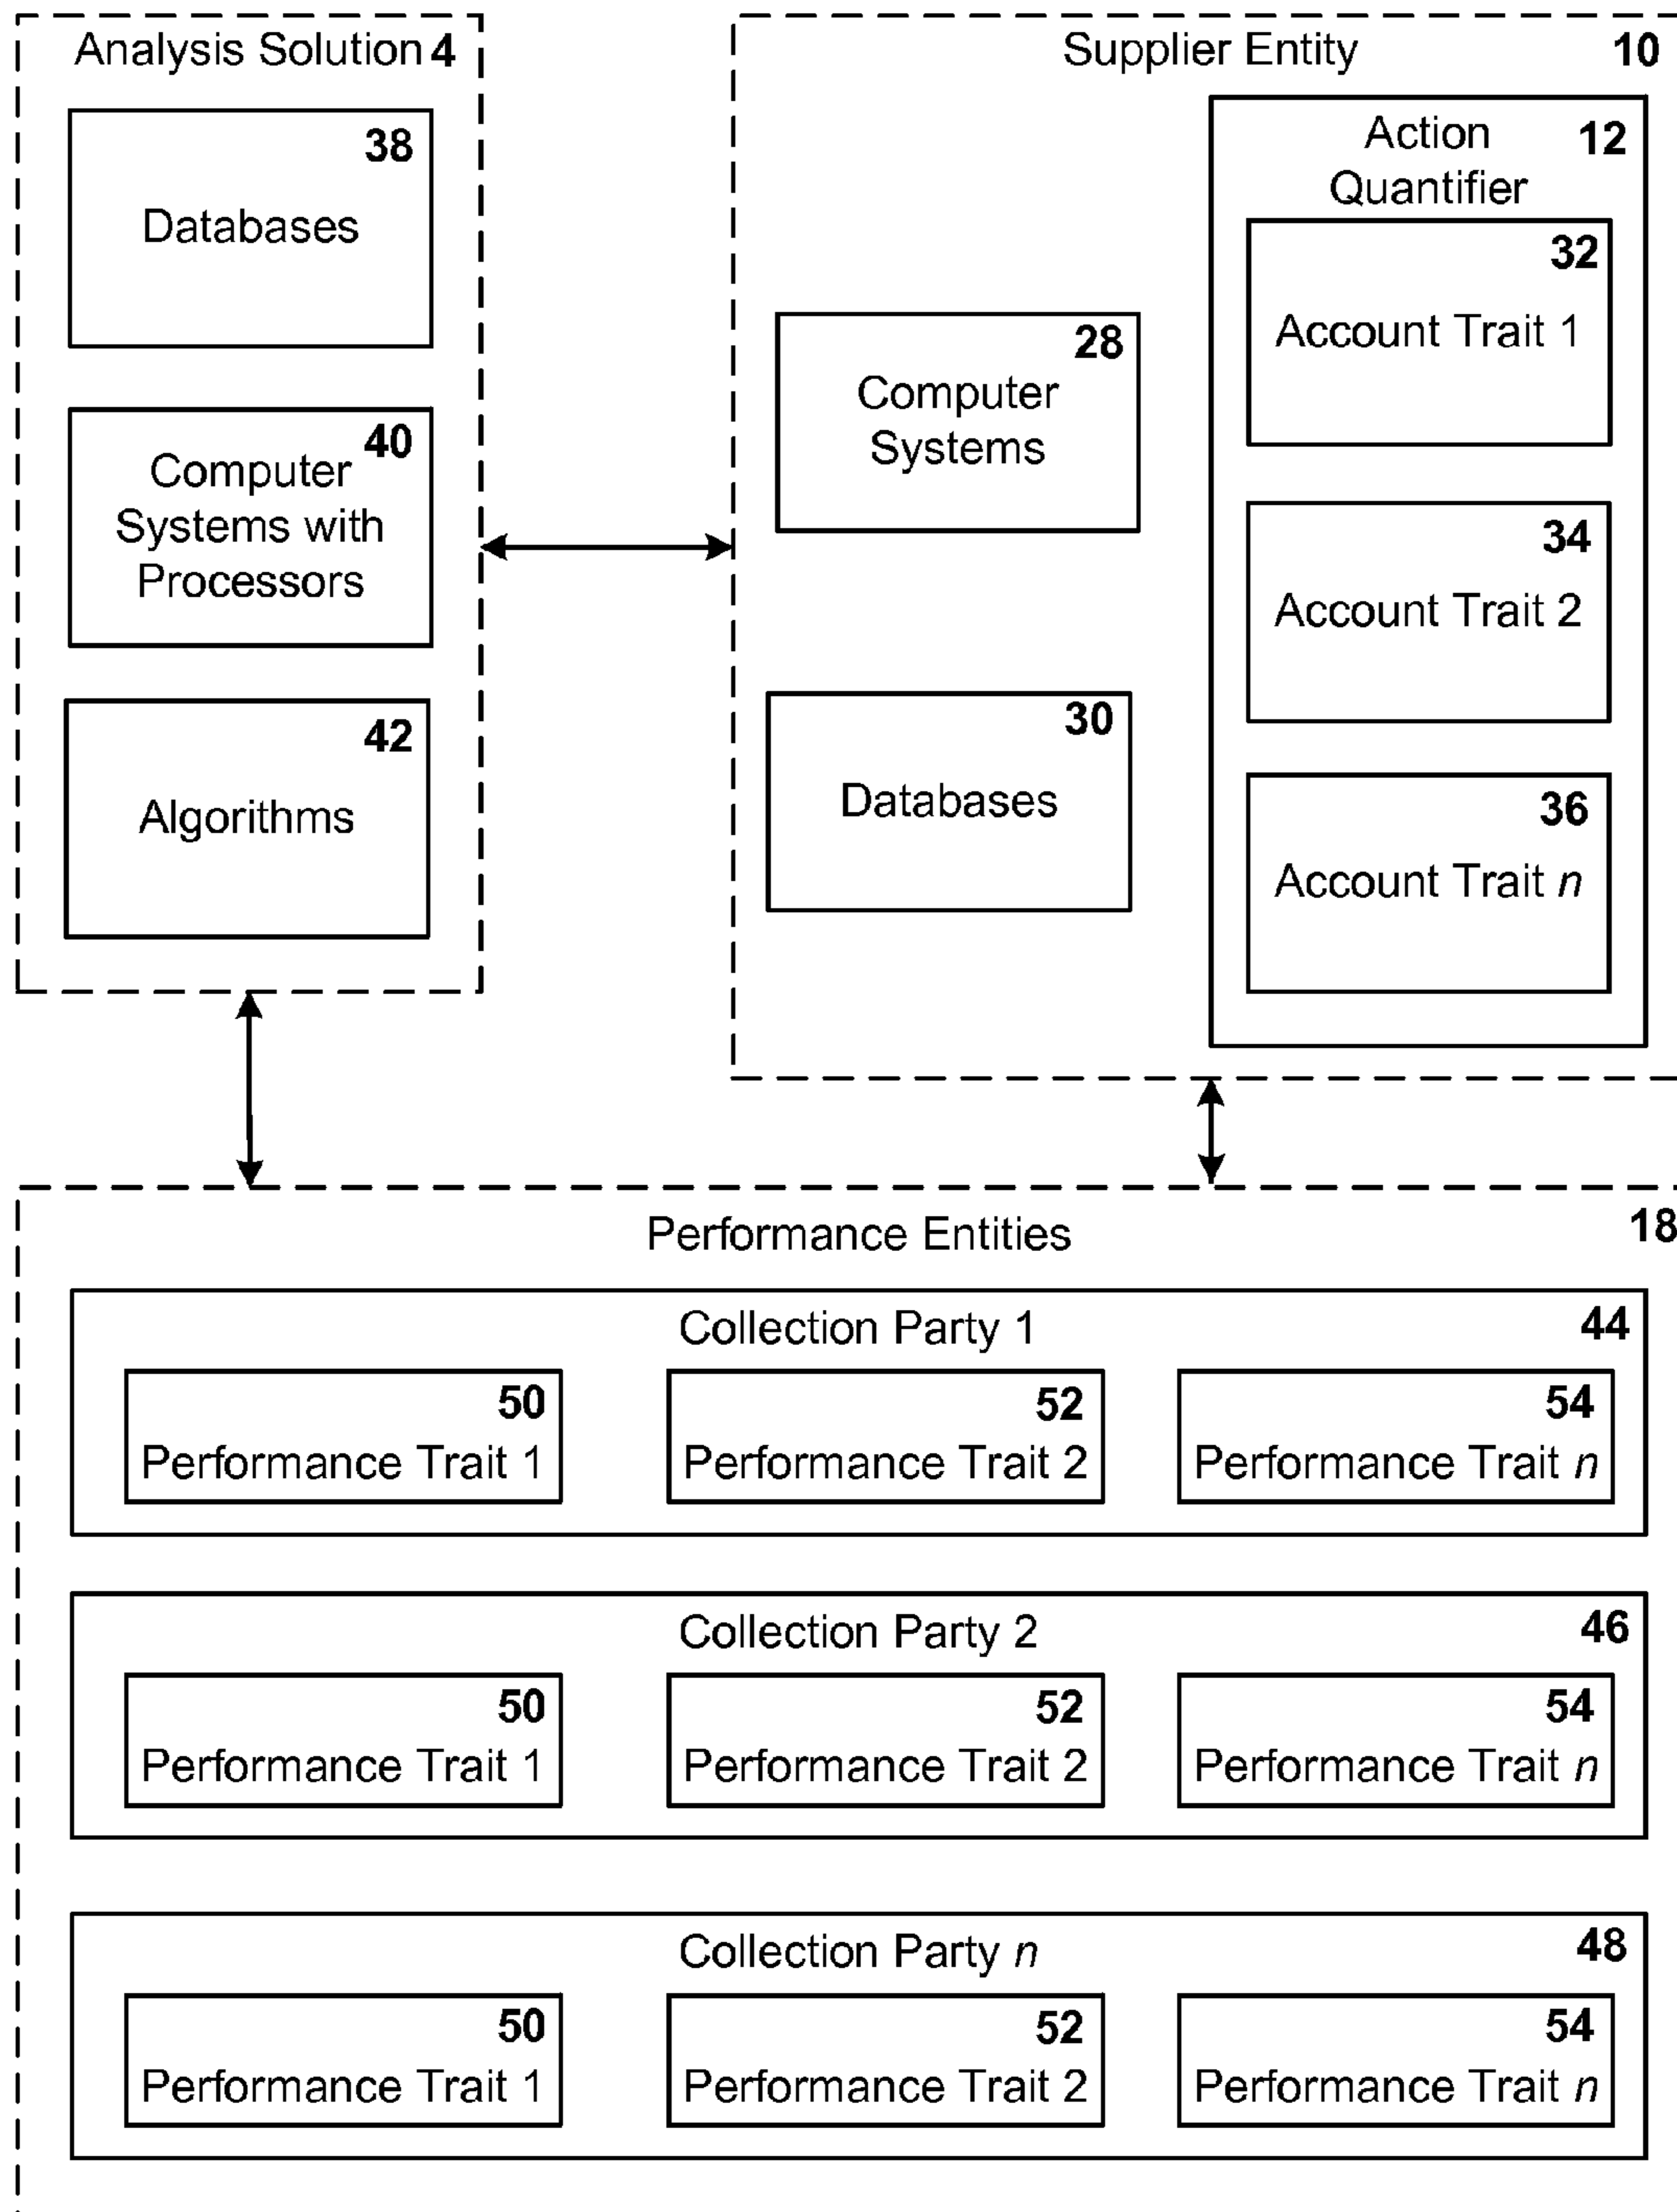 Analysis Solution 4
38
Databases
40
Computer
Systems with
Processors
42
Algorithms
Supplier Entity 10
28
Computer
Systems
30
Databases
Action 12
Quantifier
32
Account Trait 1
34
Account Trait 2
36
Account Trait n
Performance Entities 18
Collection Party 1 44
50
Performance Trait 1
52
Performance Trait 2
54
Performance Trait n
Collection Party 2 46
50
Performance Trait 1
52
Performance Trait 2
54
Performance Trait n
Collection Party n 48
50
Performance Trait 1
52
Performance Trait 2
54
Performance Trait n